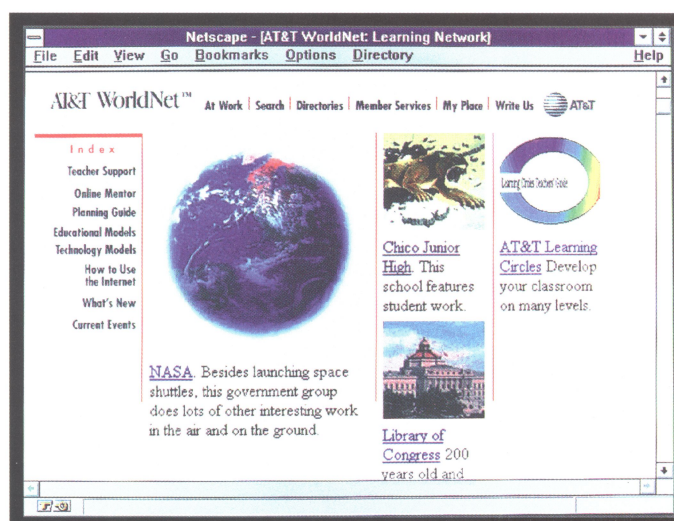 Netscape - [AT&T WorldNet: Learning Network]
File Edit View Go Bookmarks Options Directory Help
AT&T WorldNet™ At Work | Search | Directories | Member Services | My Place | Write Us AT&T
Index
Teacher Support
Online Mentor
Planning Guide
Educational Models
Technology Models
How to Use
the Internet
What's New
Current Events
NASA. Besides launching space
shuttles, this government group
does lots of other interesting work
in the air and on the ground.
Chico Junior
High. This
school features
student work.
Library of
Congress 200
years old and
Learning Circles Teachers' Guide
AT&T Learning
Circles Develop
your classroom
on many levels.